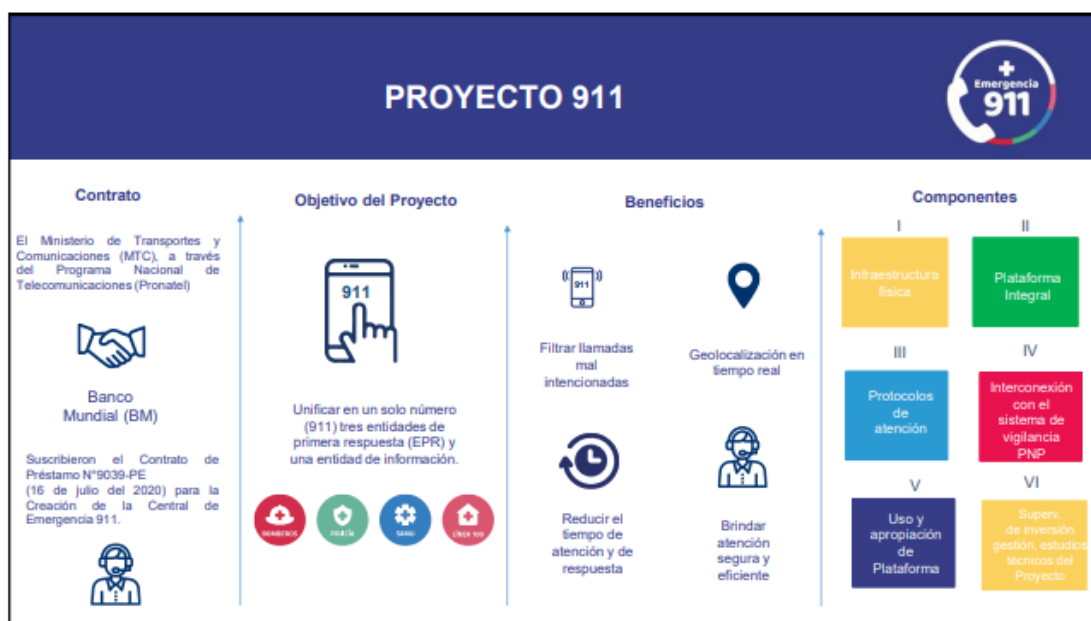 PROYECTO 911
Emergencia
911
Contrato
El Ministerio de Transportes y
Comunicaciones (MTC), a través
del Programa Nacional de
Telecomunicaciones (Pronatel)
Banco
Mundial (BM)
Suscribieron el Contrato de
Préstamo N°9039-PE
(16 de julio del 2020) para la
Creación de la Central de
Emergencia 911.
Objetivo del Proyecto
911
Unificar en un solo número
(911) tres entidades de
primera respuesta (EPR) y
una entidad de información.
BOMBEROS
POLICÍA
SAMU
LÍNEA 100
Beneficios
911
Filtrar llamadas
mal
intencionadas
Geolocalización en
tiempo real
Reducir el
tiempo de
atención y de
respuesta
Brindar
atención
segura y
eficiente
Componentes
I
Infraestructura
física
II
Plataforma
Integral
III
Protocolos
de
atención
IV
Interconexión
con el
sistema de
vigilancia
PNP
V
Uso y
apropiación
de
Plataforma
VI
Superv.
de inversión
gestión, estudios
técnicos del
Proyecto